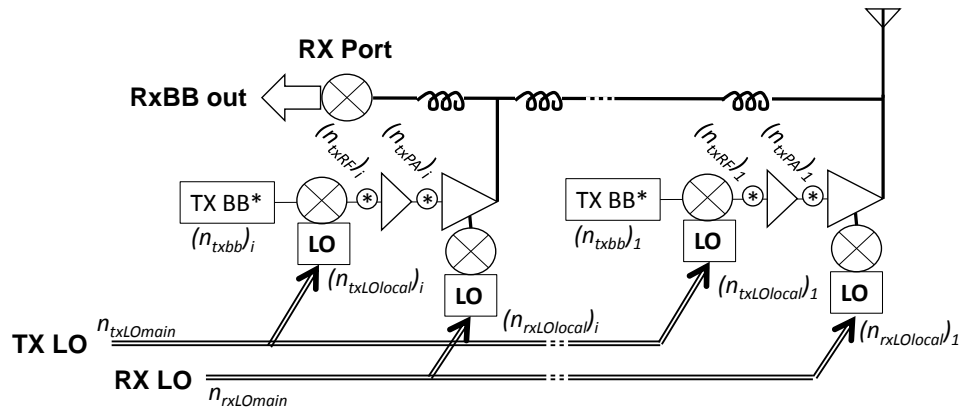 RX Port
RxBB out
(n_txRF)_i
(n_txPA)_i
(n_txRF)_1
(n_txPA)_1
TX BB*
*
*
TX BB*
*
*
(n_txbb)_i
LO
(n_txbb)_1
LO
(n_txLOlocal)_i
LO
(n_txLOlocal)_1
LO
(n_rxLOlocal)_i
(n_rxLOlocal)_1
TX LO
n_txLOmain
RX LO
n_rxLOmain